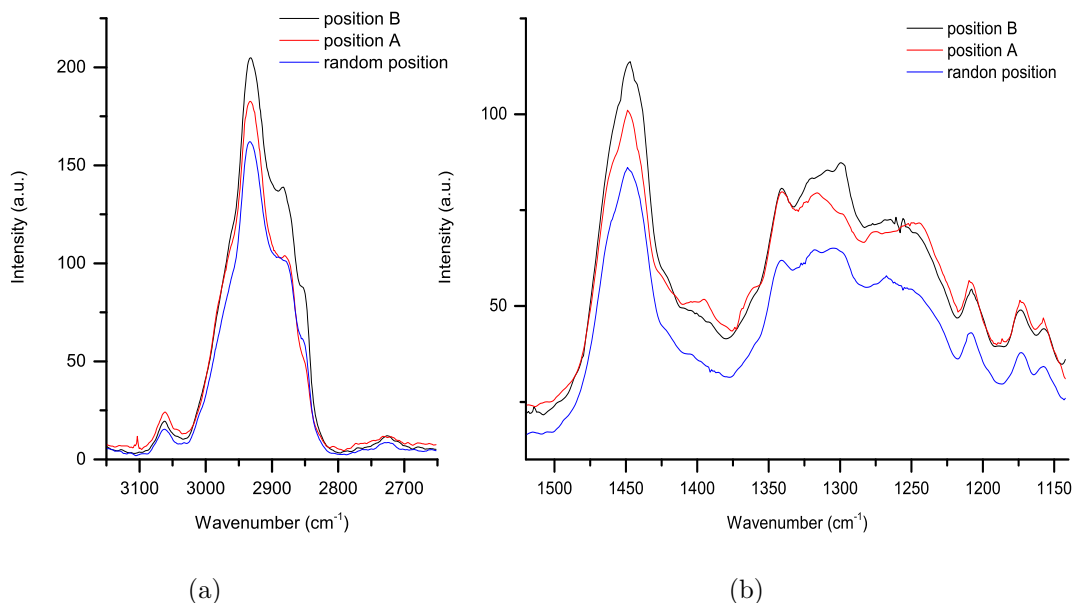 position B
position A
random position
200
150
100
50
0
Intensity (a.u.)
3100 3000 2900 2800 2700
Wavenumber (cm-1)
(a)
position B
position A
randon position
100
50
Intensity (a.u.)
1500 1450 1400 1350 1300 1250 1200 1150
Wavenumber (cm-1)
(b)